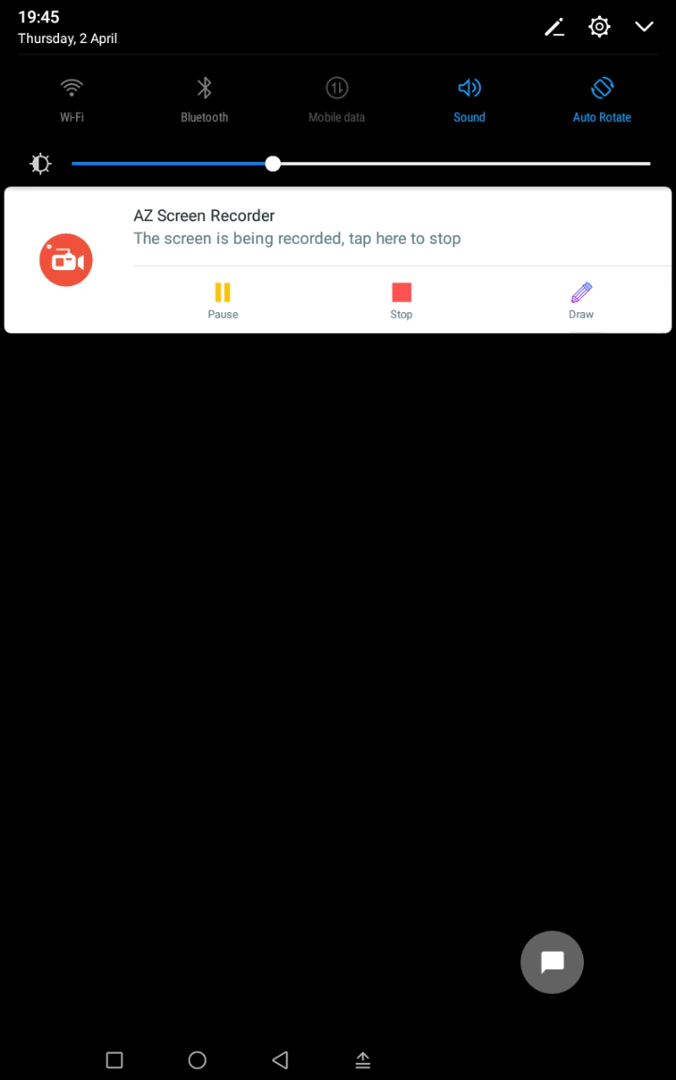 19:45
Thursday, 2 April
Wi-Fi Bluetooth Mobile data Sound Auto Rotate
AZ Screen Recorder
The screen is being recorded, tap here to stop
Pause Stop Draw